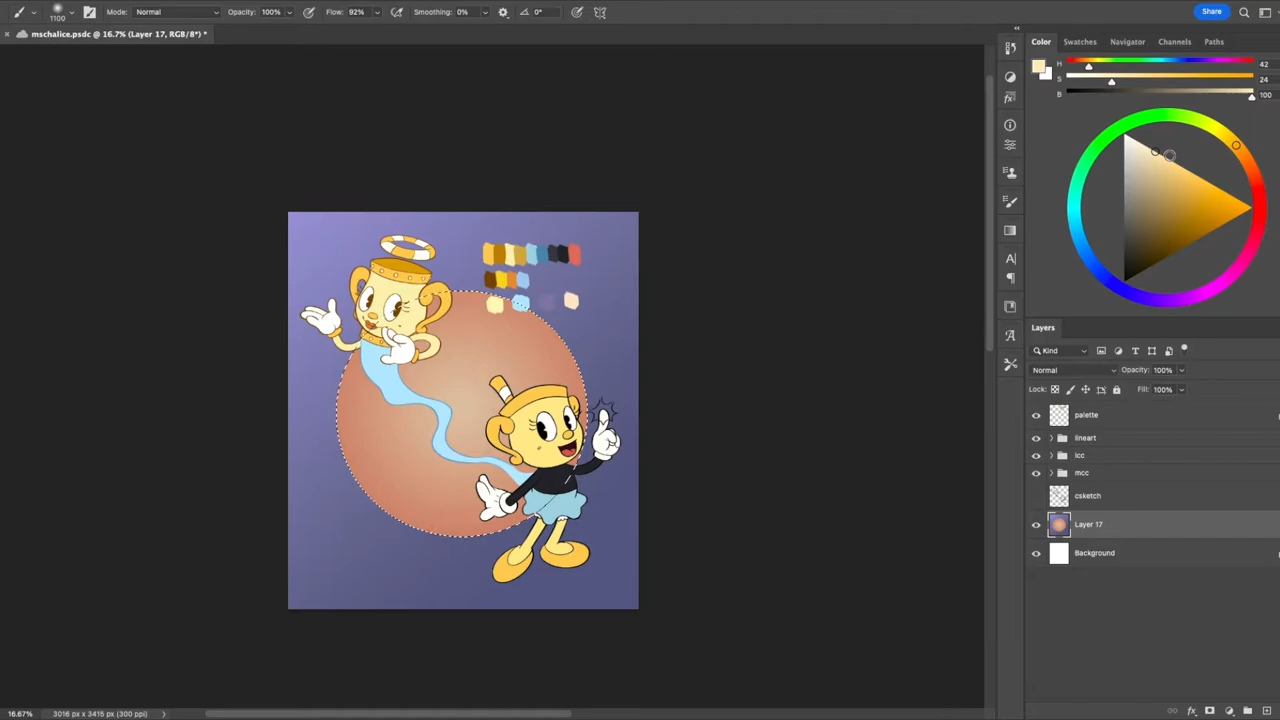 1100 Mode: Normal Opacity: 100% Flow: 92% Smoothing: 0% 0° Share
× mschalice.psdc @ 16.7% (Layer 17, RGB/8*) *
Color Swatches Navigator Channels Paths
H 42
S 24
B 100
Layers
Kind
Normal Opacity: 100%
Lock: Fill: 100%
palette
lineart
lcc
mcc
csketch
Layer 17
Background
16.67% 3016 px x 3415 px (300 ppi)